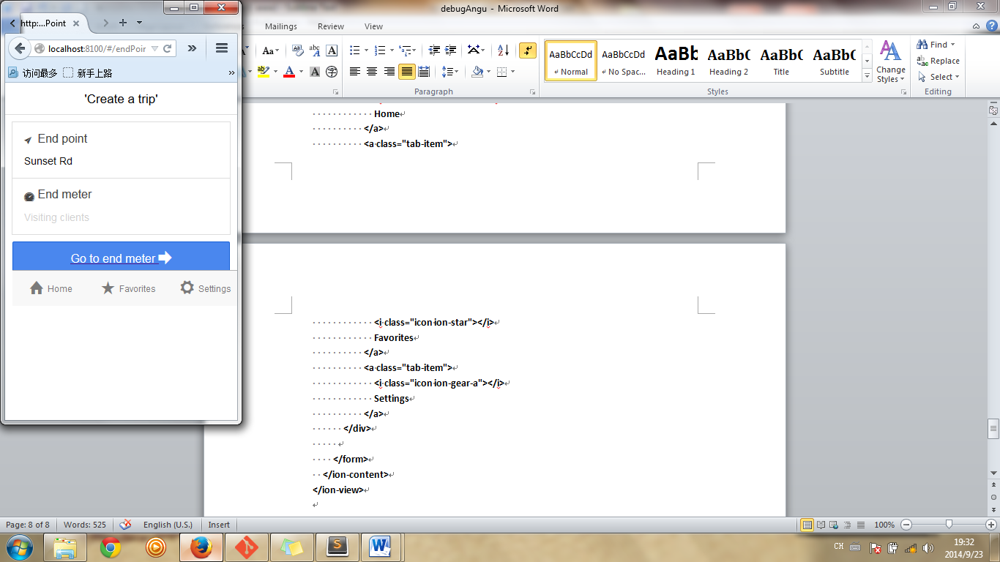 debugAngu - Microsoft Word
http:...Point
localhost:8100/#/endPoin
访问最多
新手上路
'Create a trip'
End point
Sunset Rd
End meter
Visiting clients
Go to end meter
Home
Favorites
Settings
Mailings
Review
View
Aa
abc
A
A
A
字
A
Z
Paragraph
AaBbCcDd
Normal
AaBbCcDd
No Spac...
AaBb
Heading 1
AaBbC
Heading 2
AaBbC
Title
AaBbC
Subtitle
Change
Styles
Styles
Find
Replace
Select
Editing
Home
</a>
<a class="tab-item">
<i class="icon ion-star"></i>
Favorites
</a>
<a class="tab-item">
<i class="icon ion-gear-a"></i>
Settings
</a>
</div>
</form>
</ion-content>
</ion-view>
Page: 8 of 8
Words: 525
English (U.S.)
Insert
100%
CH
19:32
2014/9/23